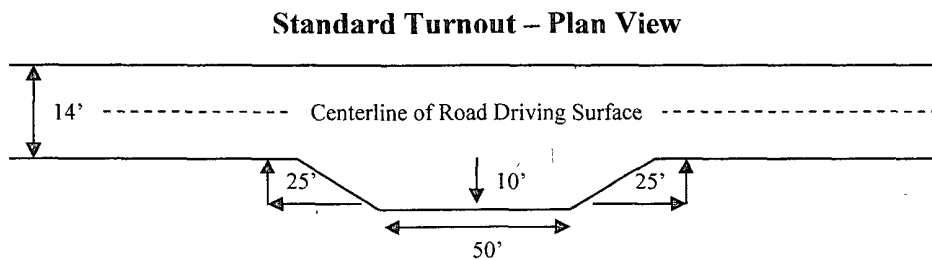 Standard Turnout – Plan View
14’
Centerline of Road Driving Surface
25’
10’
25’
50’